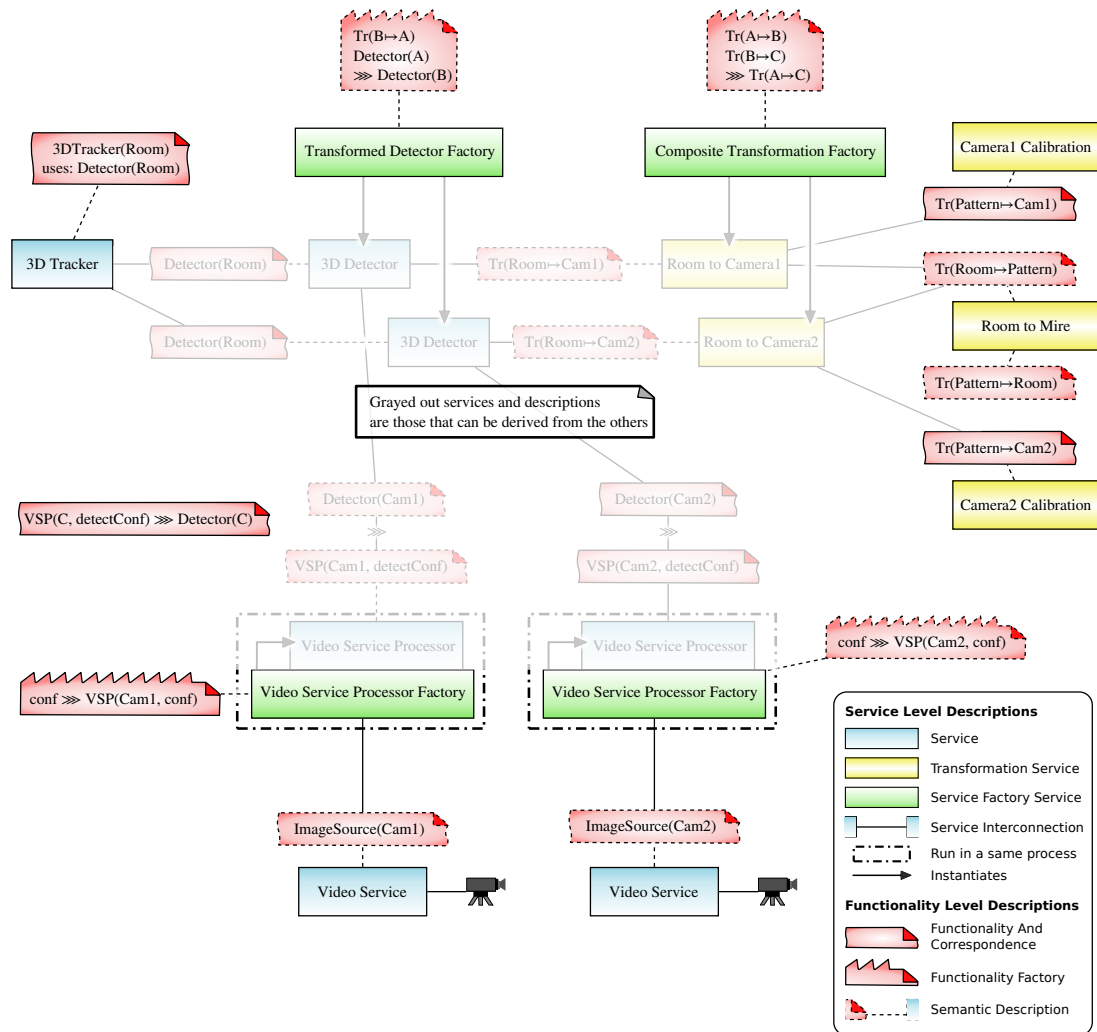 Tr(B↦A)
Detector(A)
⋙ Detector(B)
Tr(A↦B)
Tr(B↦C)
⋙ Tr(A↦C)
3DTracker(Room)
uses: Detector(Room)
Transformed Detector Factory
Composite Transformation Factory
Camera1 Calibration
Tr(Pattern↦Cam1)
3D Tracker
Detector(Room)
3D Detector
Tr(Room↦Cam1)
Room to Camera1
Tr(Room↦Pattern)
Detector(Room)
3D Detector
Tr(Room↦Cam2)
Room to Camera2
Room to Mire
Tr(Pattern↦Room)
Grayed out services and descriptions
are those that can be derived from the others
Tr(Pattern↦Cam2)
Detector(Cam1)
Detector(Cam2)
Camera2 Calibration
VSP(C, detectConf) ⋙ Detector(C)
⋙
⋙
VSP(Cam1, detectConf)
VSP(Cam2, detectConf)
Video Service Processor
Video Service Processor
conf ⋙ VSP(Cam2, conf)
conf ⋙ VSP(Cam1, conf)
Video Service Processor Factory
Video Service Processor Factory
ImageSource(Cam1)
ImageSource(Cam2)
Video Service
Video Service
Service Level Descriptions
Service
Transformation Service
Service Factory Service
Service Interconnection
Run in a same process
Instantiates
Functionality Level Descriptions
Functionality And
Correspondence
Functionality Factory
Semantic Description